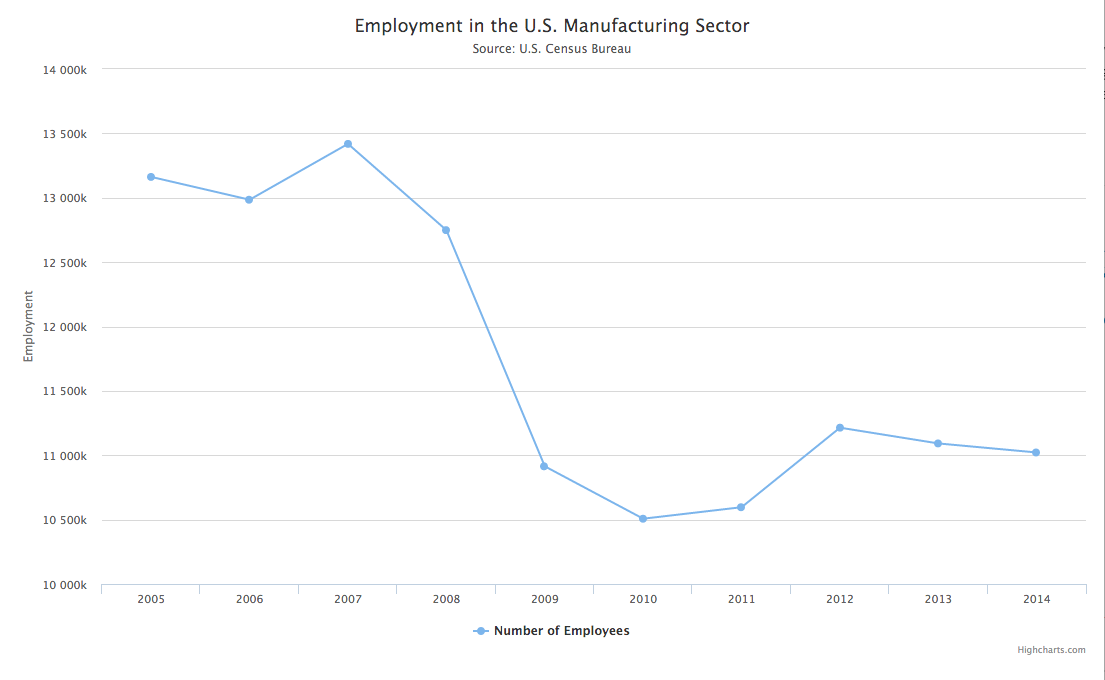 Employment in the U.S. Manufacturing Sector
Source: U.S. Census Bureau
14 000k
13 500k
13 000k
12 500k
12 000k
11 500k
11 000k
10 500k
10 000k
Employment
2005 2006 2007 2008 2009 2010 2011 2012 2013 2014
Number of Employees
Highcharts.com